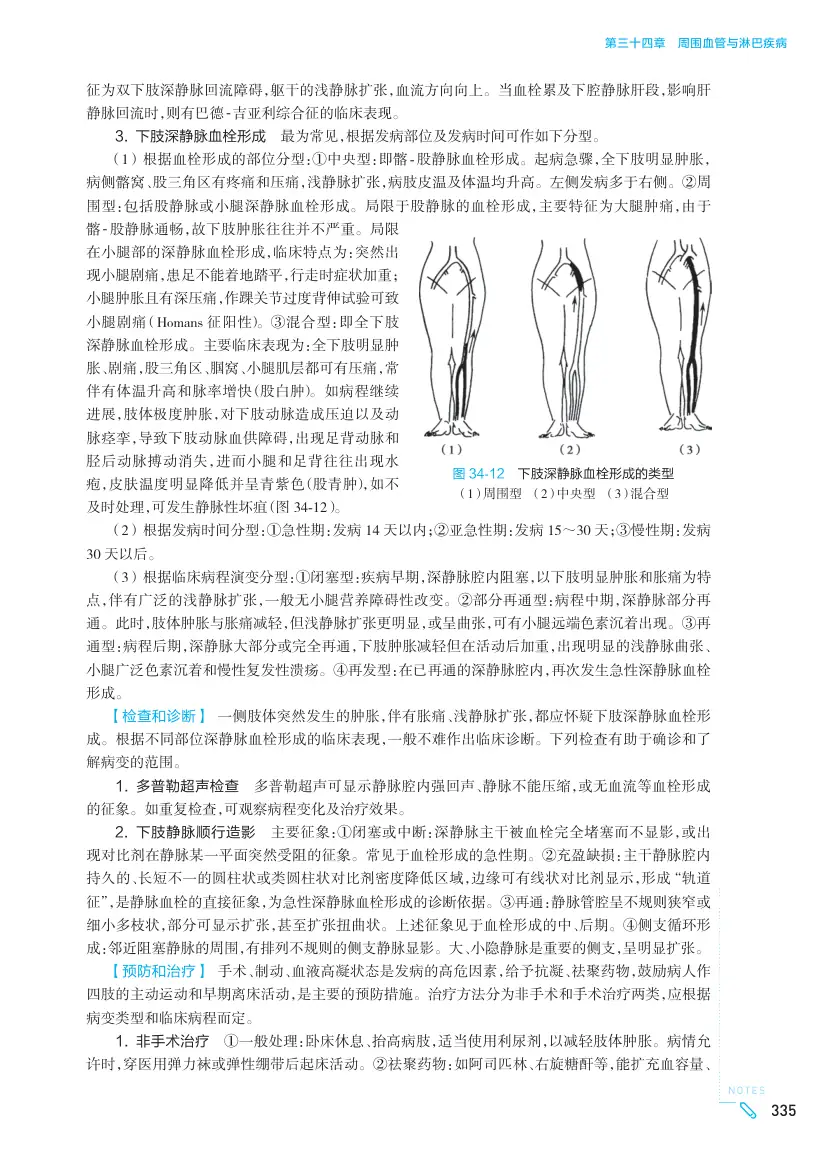 第三十四章 周围血管与淋巴疾病
征为双下肢深静脉回流障碍,躯干的浅静脉扩张,血流方向向上。当血栓累及下腔静脉肝段,影响肝
静脉回流时,则有巴德-吉亚利综合征的临床表现。
3. 下肢深静脉血栓形成 最为常见,根据发病部位及发病时间可作如下分型。
(1)根据血栓形成的部位分型:①中央型:即髂-股静脉血栓形成。起病急骤,全下肢明显肿胀,
病侧髂窝、股三角区有疼痛和压痛,浅静脉扩张,病肢皮温及体温均升高。左侧发病多于右侧。②周
围型:包括股静脉或小腿深静脉血栓形成。局限于股静脉的血栓形成,主要特征为大腿肿痛,由于
髂-股静脉通畅,故下肢肿胀往往并不严重。局限
在小腿部的深静脉血栓形成,临床特点为:突然出
现小腿剧痛,患足不能着地踏平,行走时症状加重;
小腿肿胀且有深压痛,作踝关节过度背伸试验可致
小腿剧痛(Homans 征阳性)。③混合型:即全下肢
深静脉血栓形成。主要临床表现为:全下肢明显肿
胀、剧痛,股三角区、腘窝、小腿肌层都可有压痛,常
伴有体温升高和脉率增快(股白肿)。如病程继续
进展,肢体极度肿胀,对下肢动脉造成压迫以及动
脉痉挛,导致下肢动脉血供障碍,出现足背动脉和
胫后动脉搏动消失,进而小腿和足背往往出现水
疱,皮肤温度明显降低并呈青紫色(股青肿),如不
及时处理,可发生静脉性坏疽(图 34-12)。
(1) (2) (3)
图 34-12 下肢深静脉血栓形成的类型
(1)周围型 (2)中央型 (3)混合型
(2)根据发病时间分型:①急性期:发病 14 天以内;②亚急性期:发病 15～30 天;③慢性期:发病
30 天以后。
(3)根据临床病程演变分型:①闭塞型:疾病早期,深静脉腔内阻塞,以下肢明显肿胀和胀痛为特
点,伴有广泛的浅静脉扩张,一般无小腿营养障碍性改变。②部分再通型:病程中期,深静脉部分再
通。此时,肢体肿胀与胀痛减轻,但浅静脉扩张更明显,或呈曲张,可有小腿远端色素沉着出现。③再
通型:病程后期,深静脉大部分或完全再通,下肢肿胀减轻但在活动后加重,出现明显的浅静脉曲张、
小腿广泛色素沉着和慢性复发性溃疡。④再发型:在已再通的深静脉腔内,再次发生急性深静脉血栓
形成。
【检查和诊断】 一侧肢体突然发生的肿胀,伴有胀痛、浅静脉扩张,都应怀疑下肢深静脉血栓形
成。根据不同部位深静脉血栓形成的临床表现,一般不难作出临床诊断。下列检查有助于确诊和了
解病变的范围。
1. 多普勒超声检查 多普勒超声可显示静脉腔内强回声、静脉不能压缩,或无血流等血栓形成
的征象。如重复检查,可观察病程变化及治疗效果。
2. 下肢静脉顺行造影 主要征象:①闭塞或中断:深静脉主干被血栓完全堵塞而不显影,或出
现对比剂在静脉某一平面突然受阻的征象。常见于血栓形成的急性期。②充盈缺损:主干静脉腔内
持久的、长短不一的圆柱状或类圆柱状对比剂密度降低区域,边缘可有线状对比剂显示,形成“轨道
征”,是静脉血栓的直接征象,为急性深静脉血栓形成的诊断依据。③再通:静脉管腔呈不规则狭窄或
细小多枝状,部分可显示扩张,甚至扩张扭曲状。上述征象见于血栓形成的中、后期。④侧支循环形
成:邻近阻塞静脉的周围,有排列不规则的侧支静脉显影。大、小隐静脉是重要的侧支,呈明显扩张。
【预防和治疗】 手术、制动、血液高凝状态是发病的高危因素,给予抗凝、祛聚药物,鼓励病人作
四肢的主动运动和早期离床活动,是主要的预防措施。治疗方法分为非手术和手术治疗两类,应根据
病变类型和临床病程而定。
1. 非手术治疗 ①一般处理:卧床休息、抬高病肢,适当使用利尿剂,以减轻肢体肿胀。病情允
许时,穿医用弹力袜或弹性绷带后起床活动。②祛聚药物:如阿司匹林、右旋糖酐等,能扩充血容量、
NOTES
335